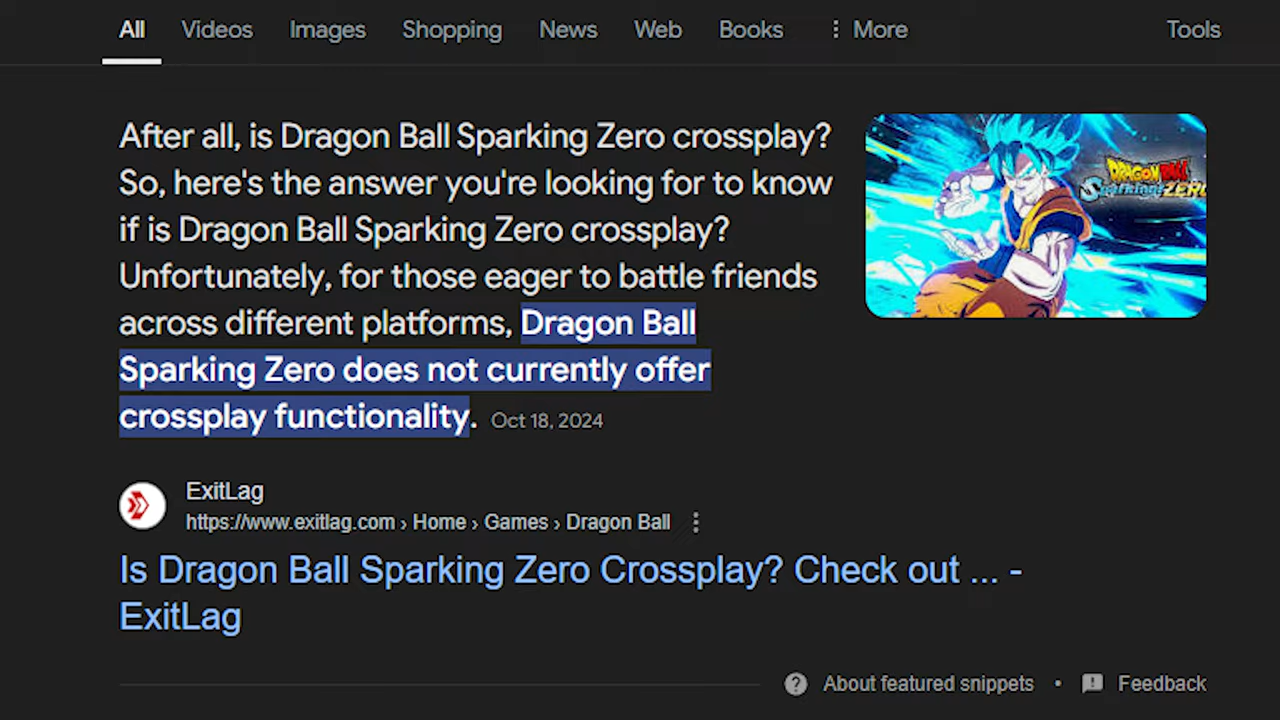 All Videos Images Shopping News Web Books More Tools
After all, is Dragon Ball Sparking Zero crossplay?
So, here's the answer you're looking for to know
if is Dragon Ball Sparking Zero crossplay?
Unfortunately, for those eager to battle friends
across different platforms, Dragon Ball
Sparking Zero does not currently offer
crossplay functionality. Oct 18, 2024
DRAGON BALL
Sparking! ZERO
ExitLag
https://www.exitlag.com › Home › Games › Dragon Ball
Is Dragon Ball Sparking Zero Crossplay? Check out ... -
ExitLag
About featured snippets • Feedback